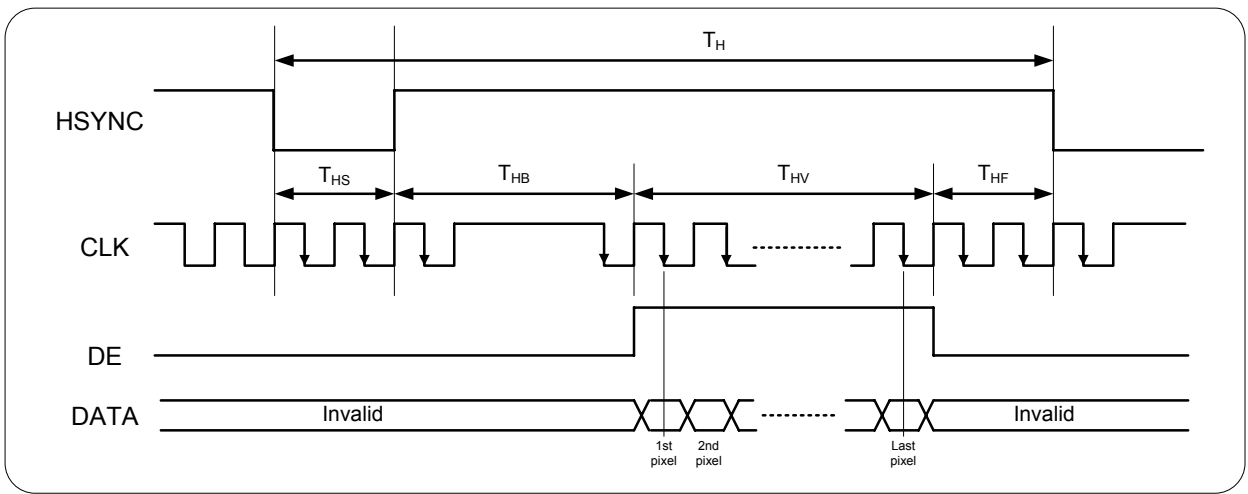 T_H
HSYNC
T_HS T_HB T_HV T_HF
CLK
DE
DATA Invalid Invalid
1st pixel 2nd pixel Last pixel